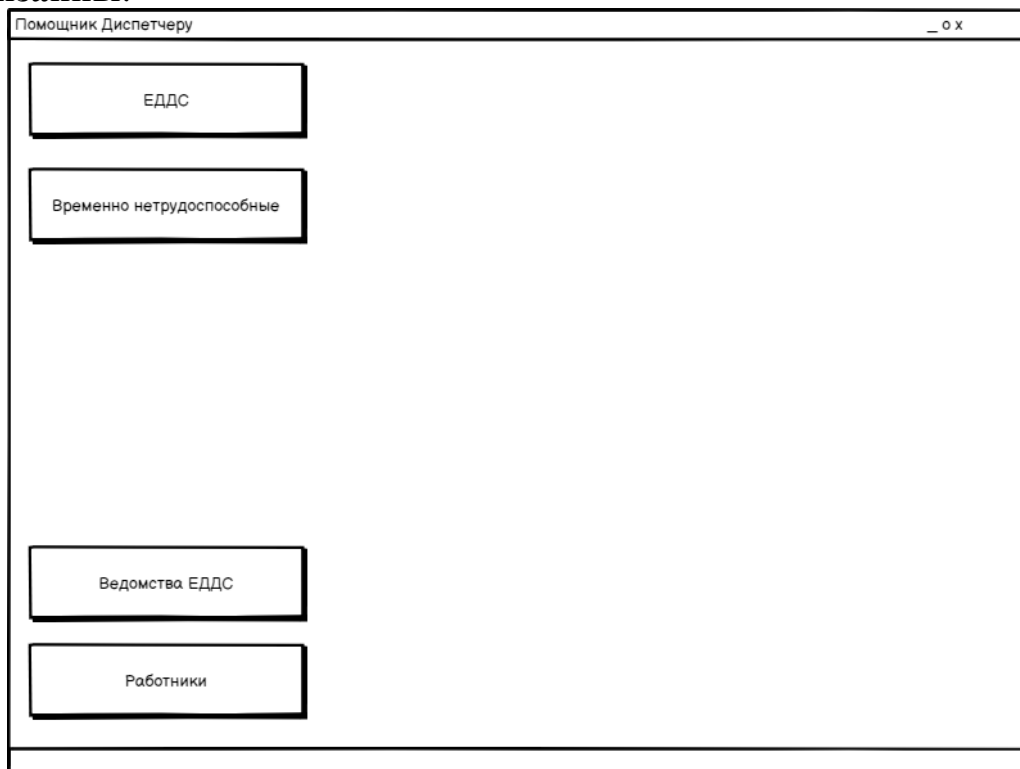 Помощник Диспетчеру _ o x
ЕДДС
Временно нетрудоспособные
Ведомства ЕДДС
Работники